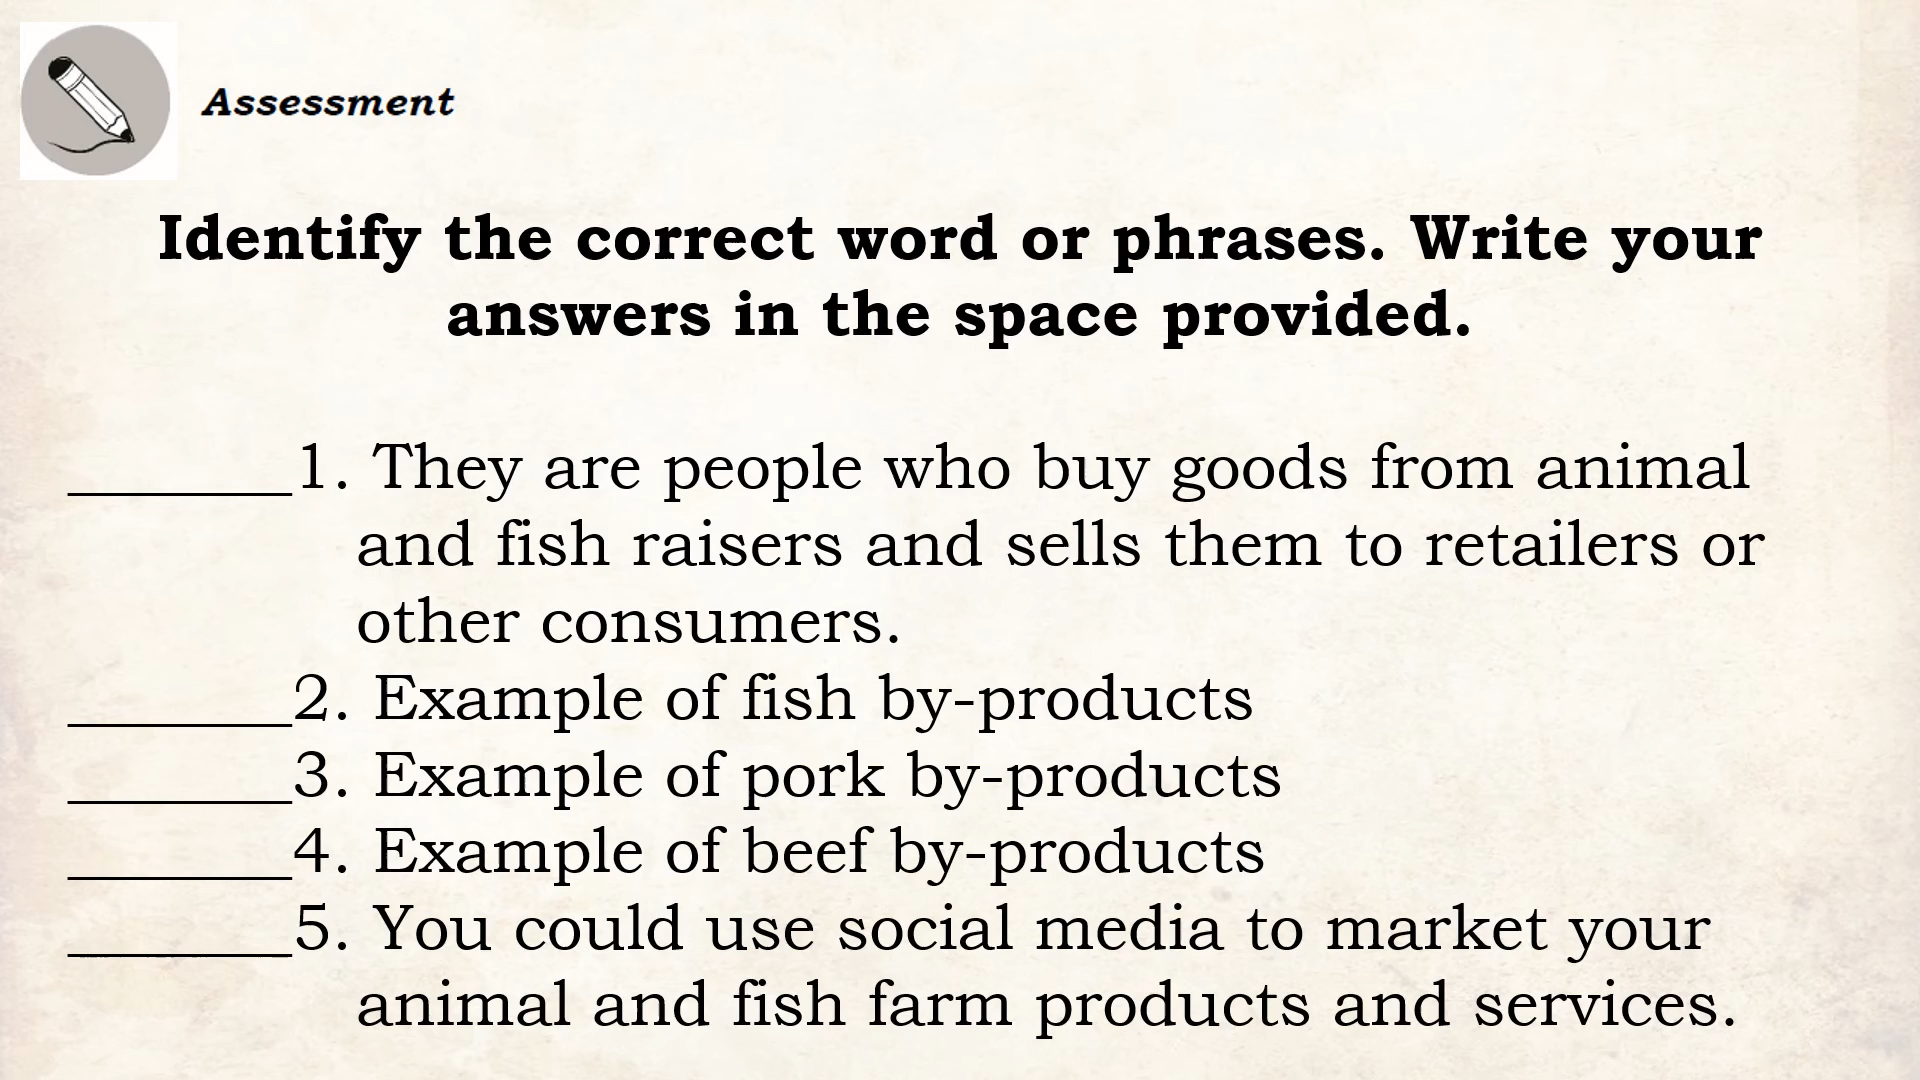 Assessment
Identify the correct word or phrases. Write your
answers in the space provided.
_______1. They are people who buy goods from animal
and fish raisers and sells them to retailers or
other consumers.
_______2. Example of fish by-products
_______3. Example of pork by-products
_______4. Example of beef by-products
_______5. You could use social media to market your
animal and fish farm products and services.